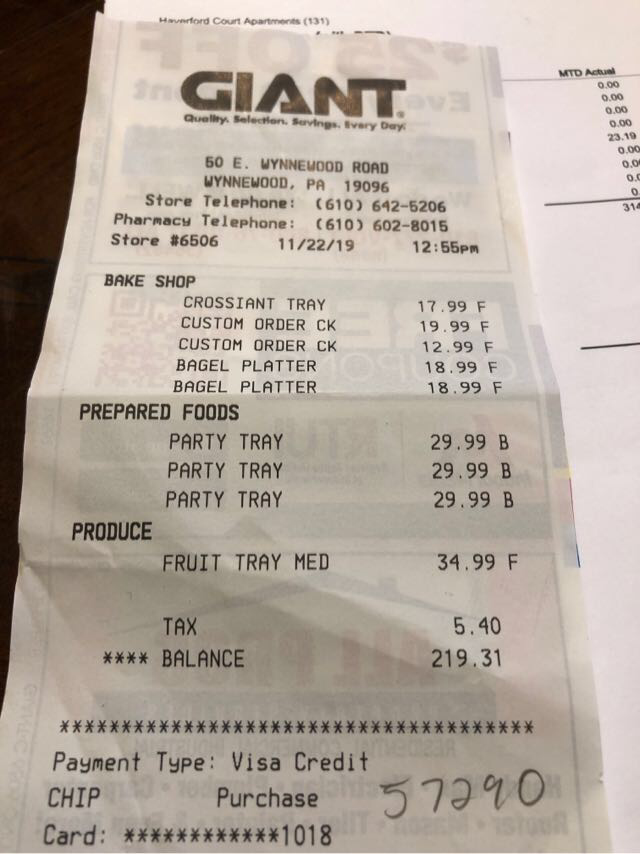 Haverford Court Apartments (131)
MTD Actual
0.00
0.00
0.00
0.00
23.19
0.00
GIANT.
Quality. Selection. Savings. Every Day.
50 E. WYNNEWOOD ROAD
WYNNEWOOD, PA 19096
Store Telephone: (610) 642-5206
Pharmacy Telephone: (610) 602-8015
Store #6506 11/22/19 12:55pm
BAKE SHOP
CROSSIANT TRAY 17.99 F
CUSTOM ORDER CK 19.99 F
CUSTOM ORDER CK 12.99 F
BAGEL PLATTER 18.99 F
BAGEL PLATTER 18.99 F
PREPARED FOODS
PARTY TRAY 29.99 B
PARTY TRAY 29.99 B
PARTY TRAY 29.99 B
PRODUCE
FRUIT TRAY MED 34.99 F
TAX 5.40
**** BALANCE 219.31
***************************************
Payment Type: Visa Credit
CHIP Purchase 57290
Card: ************1018